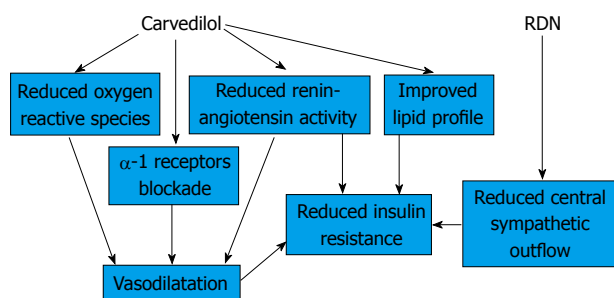 Carvedilol
RDN
Reduced oxygen
reactive species
Reduced renin-
angiotensin activity
Improved
lipid profile
α-1 receptors
blockade
Reduced insulin
resistance
Reduced central
sympathetic
outflow
Vasodilatation